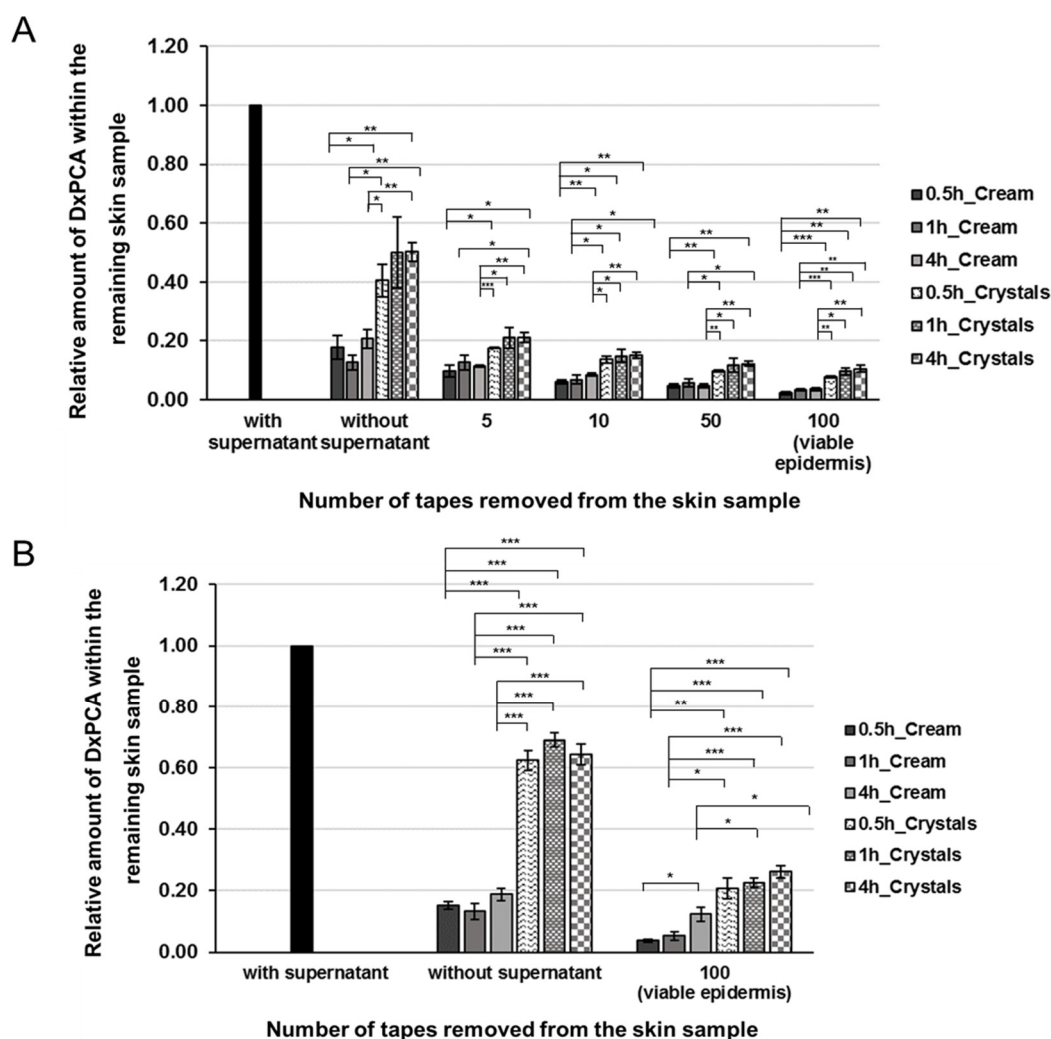 A
Relative amount of DxPCA within the
remaining skin sample
1.20
1.00
0.80
0.60
0.40
0.20
0.00
** 
*
**
*
**
*
*
*
*
**
*
***
**
*
**
*
*
*
**
*
*
**
**
*
*
**
*
**
**
**
***
**
**
***
**
*
**
with
supernatant
without
supernatant
5
10
50
100
(viable
epidermis)
Number of tapes removed from the skin sample
0.5h_Cream
1h_Cream
4h_Cream
0.5h_Crystals
1h_Crystals
4h_Crystals
B
Relative amount of DxPCA within the
remaining skin sample
1.20
1.00
0.80
0.60
0.40
0.20
0.00
***
***
***
***
***
***
***
***
***
***
***
**
***
***
*
*
*
*
with supernatant
without supernatant
100
(viable epidermis)
Number of tapes removed from the skin sample
0.5h_Cream
1h_Cream
4h_Cream
0.5h_Crystals
1h_Crystals
4h_Crystals